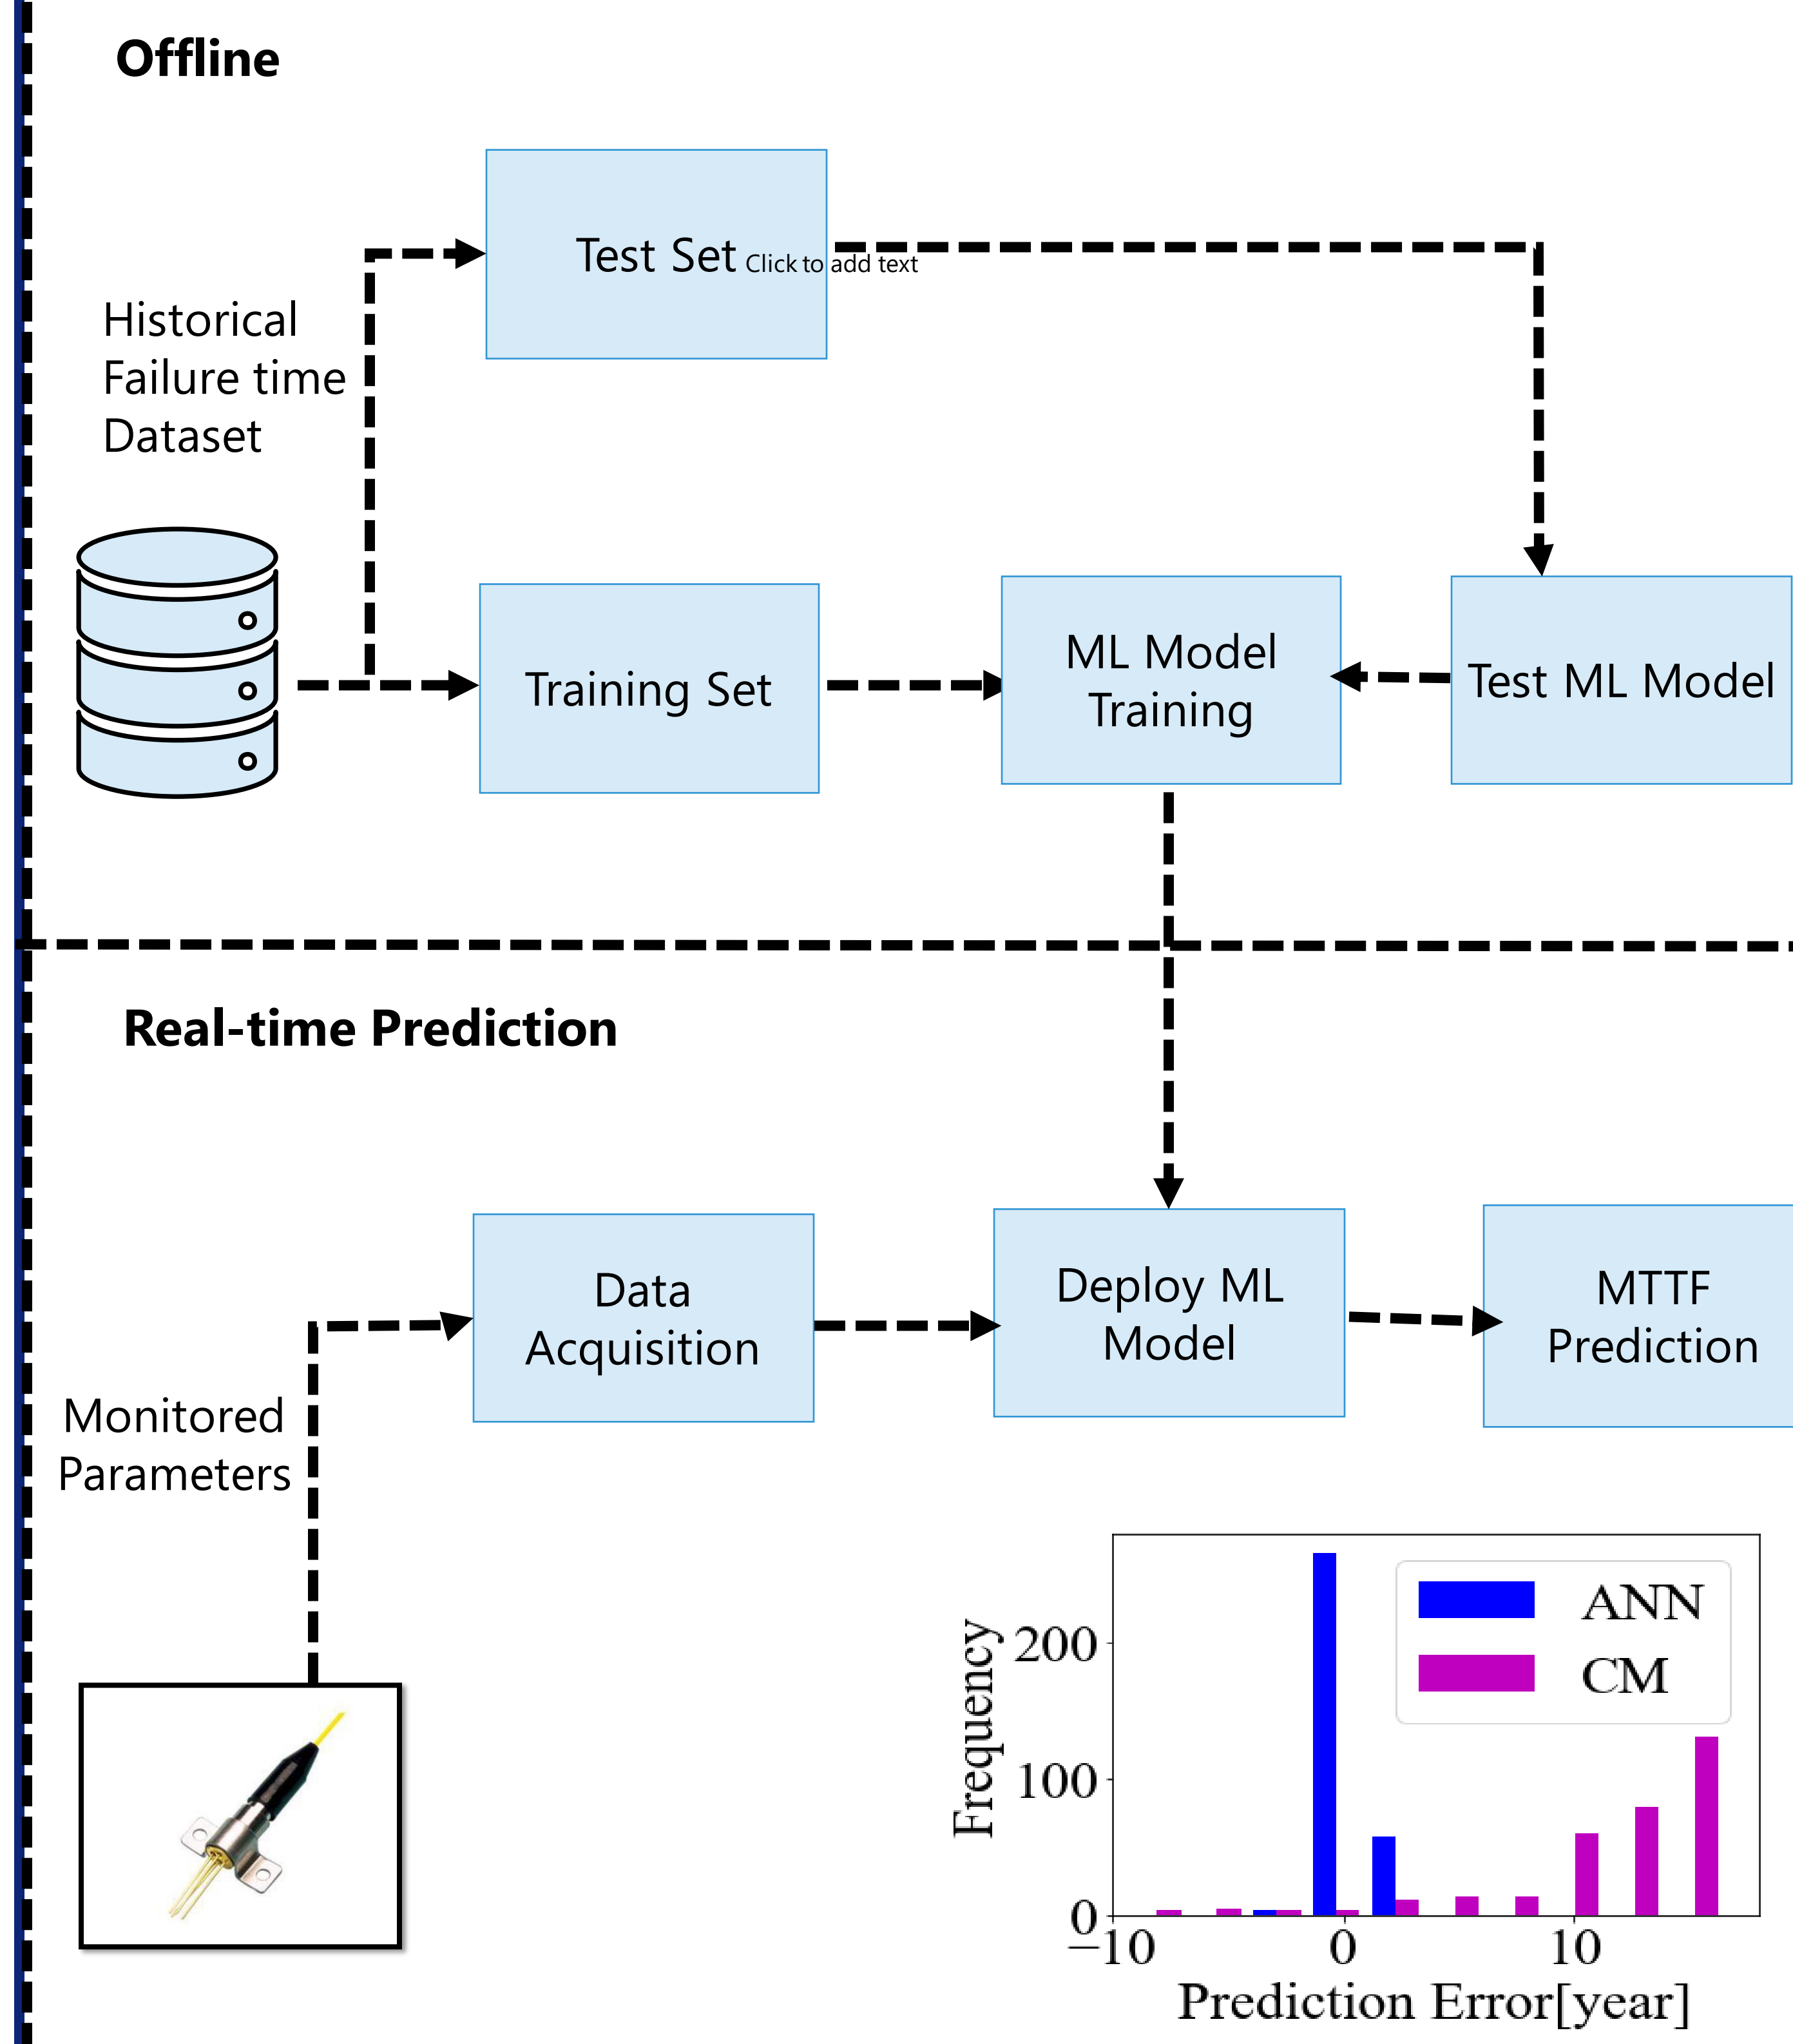 Offline
Test Set
Click to add text
Historical
Failure time
Dataset
Training Set
ML Model
Training
Test ML Model
Real-time Prediction
Data
Acquisition
Deploy ML
Model
MTTF
Prediction
Monitored
Parameters
ANN
CM
Frequency
200
100
0
−10
0
10
Prediction Error[year]